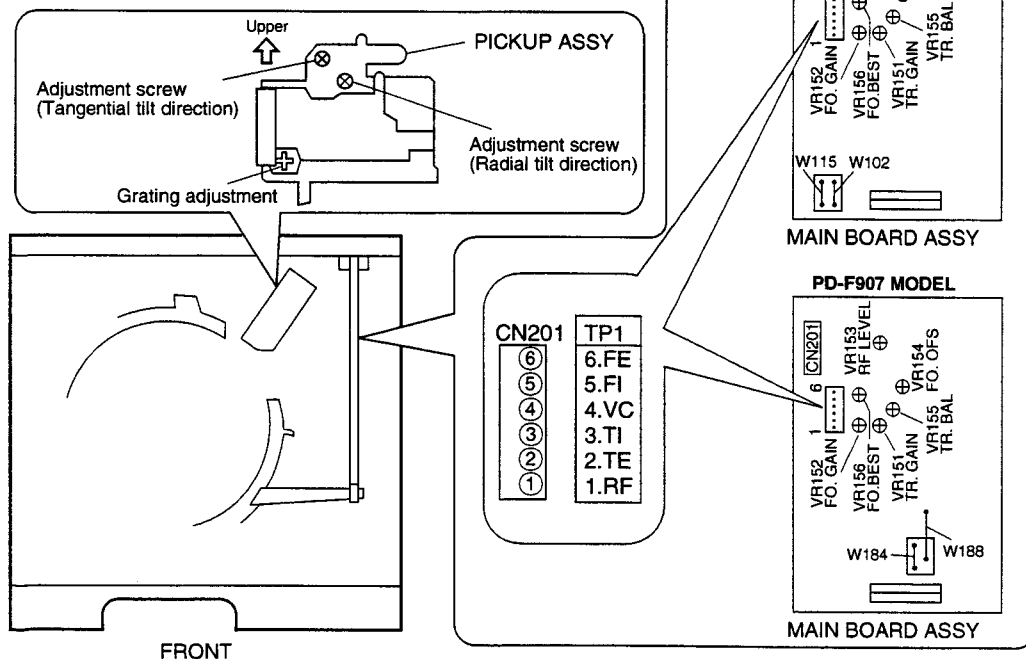 Upper
PICKUP ASSY
Adjustment screw
(Tangential tilt direction)
Adjustment screw
(Radial tilt direction)
Grating adjustment
FRONT
CN201
6
5
4
3
2
1
TP1
6.FE
5.FI
4.VC
3.TI
2.TE
1.RF
1
VR152
FO. GAIN
VR156
FO.BEST
VR151
TR. GAIN
VR155
TR. BAL
W115
W102
MAIN BOARD ASSY
PD-F907 MODEL
CN201
VR153
RF LEVEL
VR154
FO. OFS
6
1
VR152
FO. GAIN
VR156
FO.BEST
VR151
TR. GAIN
VR155
TR. BAL
W184
W188
MAIN BOARD ASSY